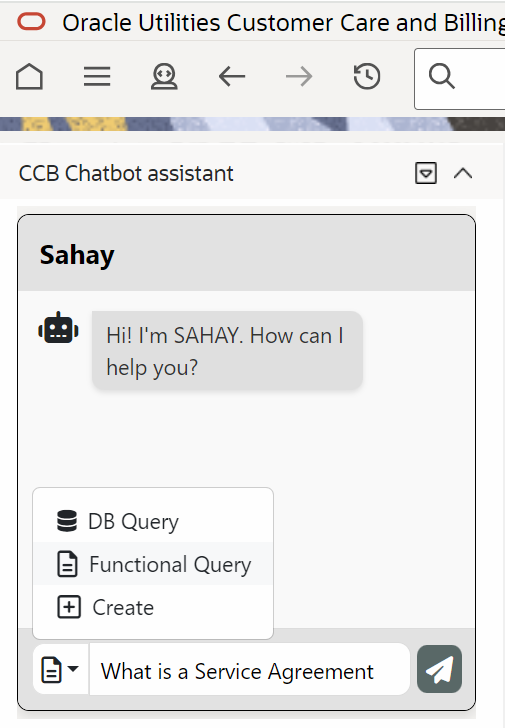 Oracle Utilities Customer Care and Billing
CCB Chatbot assistant
Sahay
Hi! I'm SAHAY. How can I
help you?
DB Query
Functional Query
Create
What is a Service Agreement